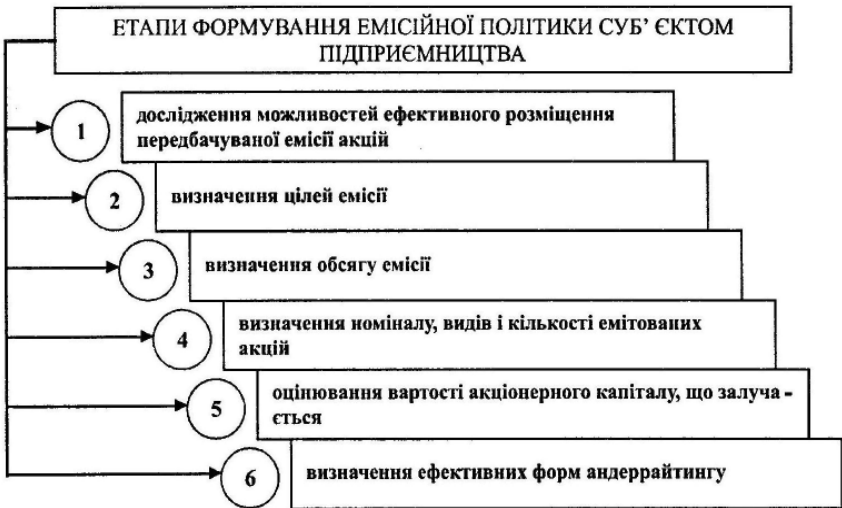 ЕТАПИ ФОРМУВАННЯ ЕМІСІЙНОЇ ПОЛІТИКИ СУБ’ ЄКТОМ
ПІДПРИЄМНИЦТВА
1
дослідження можливостей ефективного розміщення
передбачуваної емісії акцій
2
визначення цілей емісії
3
визначення обсягу емісії
4
визначення номіналу, видів і кількості емітованих
акцій
5
оцінювання вартості акціонерного капіталу, що залуча -
ється
6
визначення ефективних форм андеррайтингу